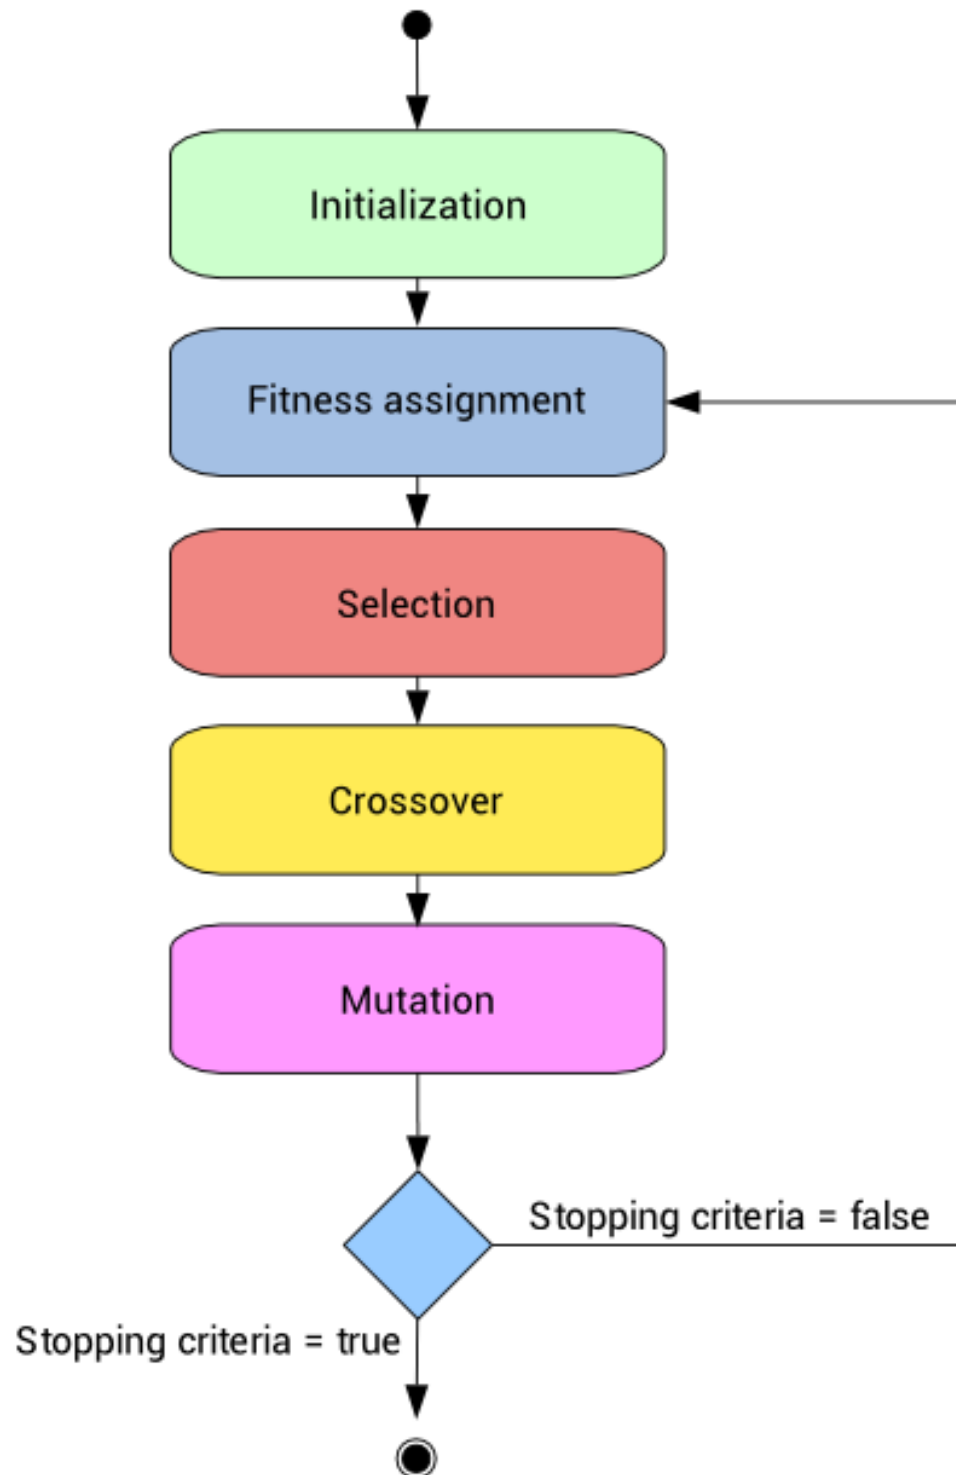 Initialization
Fitness assignment
Selection
Crossover
Mutation
Stopping criteria = false
Stopping criteria = true